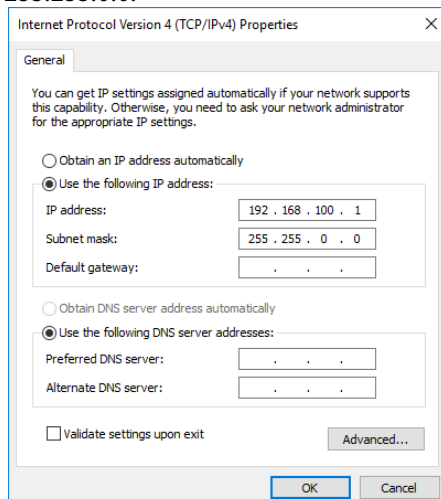 Internet Protocol Version 4 (TCP/IPv4) Properties
General
You can get IP settings assigned automatically if your network supports
this capability. Otherwise, you need to ask your network administrator
for the appropriate IP settings.
Obtain an IP address automatically
Use the following IP address:
IP address: 192 . 168 . 100 . 1
Subnet mask: 255 . 255 . 0 . 0
Default gateway: . . .
Obtain DNS server address automatically
Use the following DNS server addresses:
Preferred DNS server: . . .
Alternate DNS server: . . .
Validate settings upon exit
Advanced...
OK Cancel